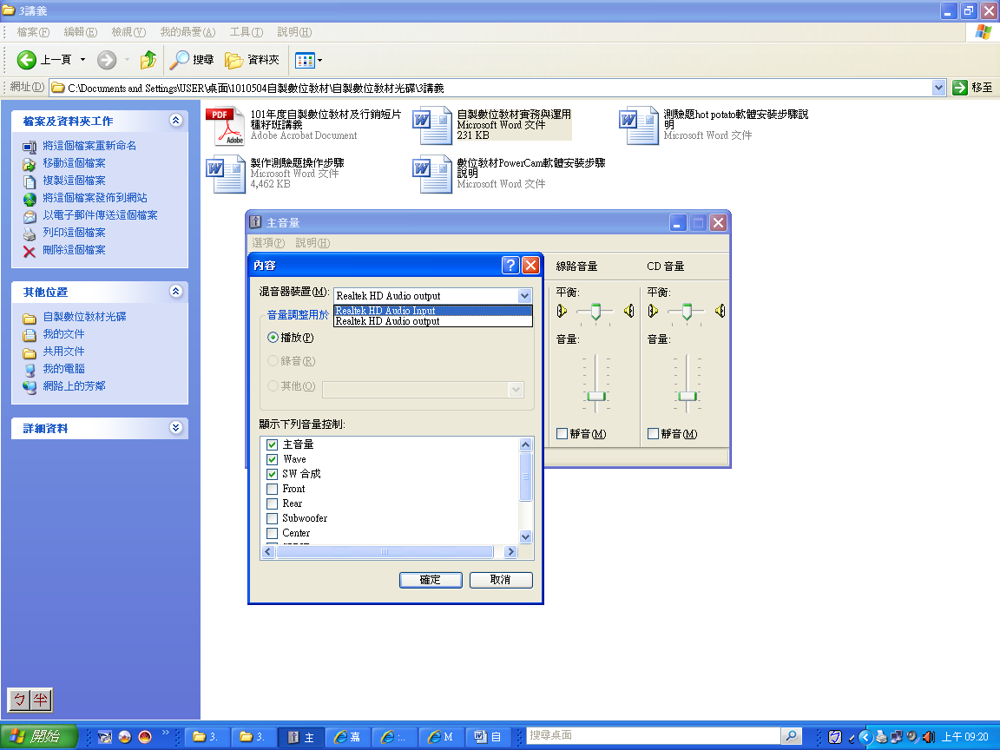 3講義
檔案(F) 編輯(E) 檢視(V) 我的最愛(A) 工具(T) 說明(H)
上一頁 搜尋 資料夾
網址(D) C:\Documents and Settings\USER\桌面\1010504自製數位教材\自製數位教材光碟\3講義 移至
檔案及資料夾工作
將這個檔案重新命名
移動這個檔案
複製這個檔案
將這個檔案發佈到網站
以電子郵件傳送這個檔案
列印這個檔案
刪除這個檔案
其他位置
自製數位教材光碟
我的文件
共用文件
我的電腦
網路上的芳鄰
詳細資料
PDF
Adobe
101年度自製數位教材及行銷短片
種籽班講義
Adobe Acrobat Document
自製數位教材實務與運用
Microsoft Word 文件
231 KB
測驗題hot potato軟體安裝步驟說
明
Microsoft Word 文件
製作測驗題操作步驟
Microsoft Word 文件
4,462 KB
數位教材PowerCam軟體安裝步驟
說明
Microsoft Word 文件
主音量
選項(P) 說明(H)
內容
混音器裝置(M): Realtek HD Audio output
Realtek HD Audio Input
Realtek HD Audio output
音量調整用於
播放(P)
錄音(R)
其他(O)
顯示下列音量控制:
主音量
Wave
SW 合成
Front
Rear
Subwoofer
Center
確定 取消
線路音量
平衡:
音量:
靜音(M)
CD 音量
平衡:
音量:
靜音(M)
ㄅ 半
開始 3. 3. 主 嘉 :.. M 自 搜尋桌面 上午 09:20